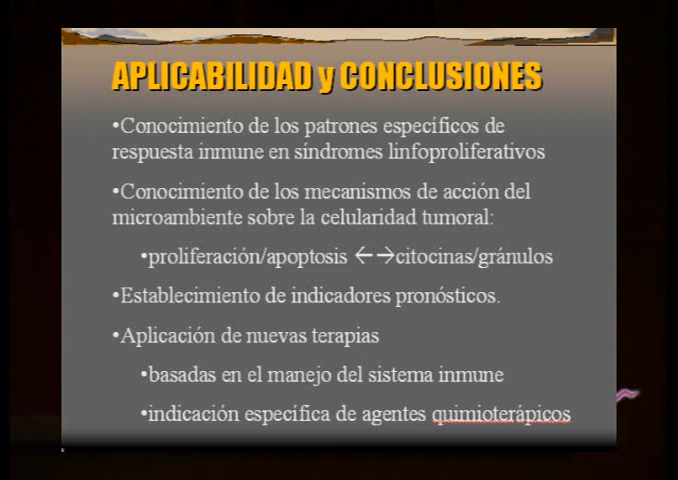 APLICABILIDAD y CONCLUSIONES
•Conocimiento de los patrones específicos de
respuesta inmune en síndromes linfoproliferativos
•Conocimiento de los mecanismos de acción del
microambiente sobre la celularidad tumoral:
•proliferación/apoptosis ←→citocinas/gránulos
•Establecimiento de indicadores pronósticos.
•Aplicación de nuevas terapias
•basadas en el manejo del sistema inmune
•indicación específica de agentes quimioterápicos